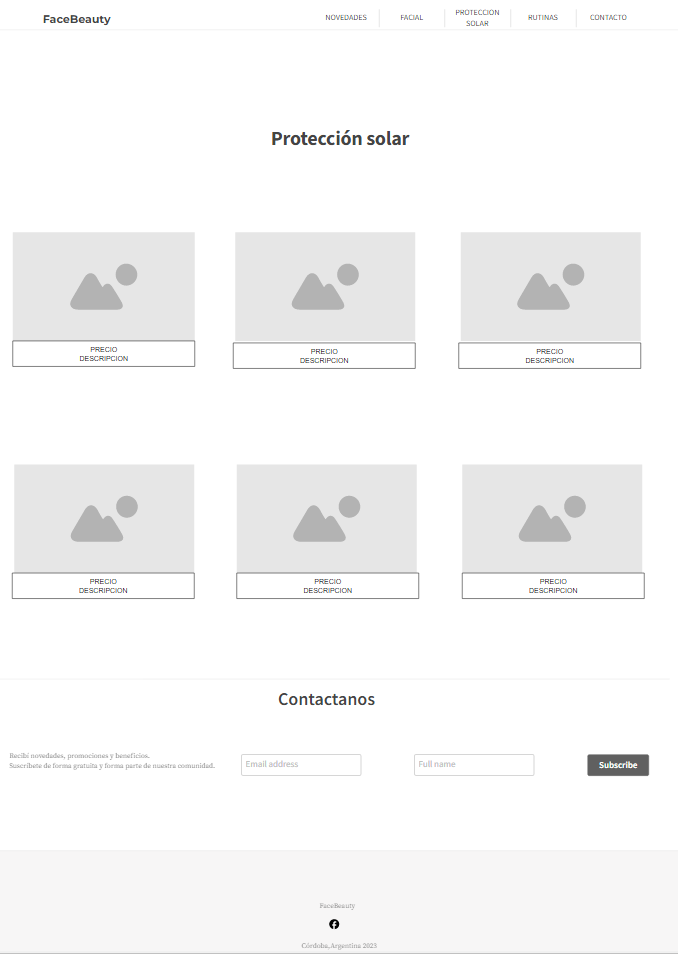 FaceBeauty
NOVEDADES
FACIAL
PROTECCION
SOLAR
RUTINAS
CONTACTO
Protección solar
PRECIO
DESCRIPCION
PRECIO
DESCRIPCION
PRECIO
DESCRIPCION
PRECIO
DESCRIPCION
PRECIO
DESCRIPCION
PRECIO
DESCRIPCION
Contactanos
Recibí novedades, promociones y beneficios.
Suscribete de forma gratuita y forma parte de nuestra comunidad.
Email address
Full name
Subscribe
FaceBeauty
Córdoba,Argentina 2023